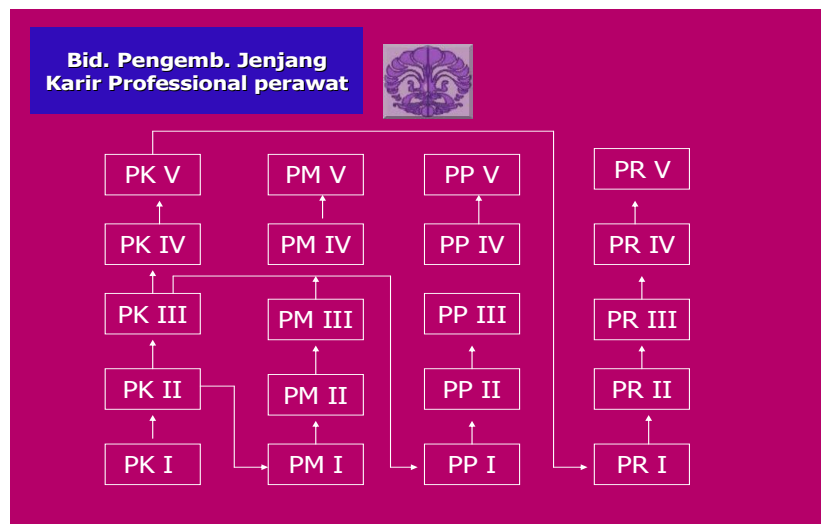 Bid. Pengemb. Jenjang
Karir Professional perawat
PK V
PM V
PP V
PR V
PK IV
PM IV
PP IV
PR IV
PK III
PM III
PP III
PR III
PK II
PM II
PP II
PR II
PK I
PM I
PP I
PR I